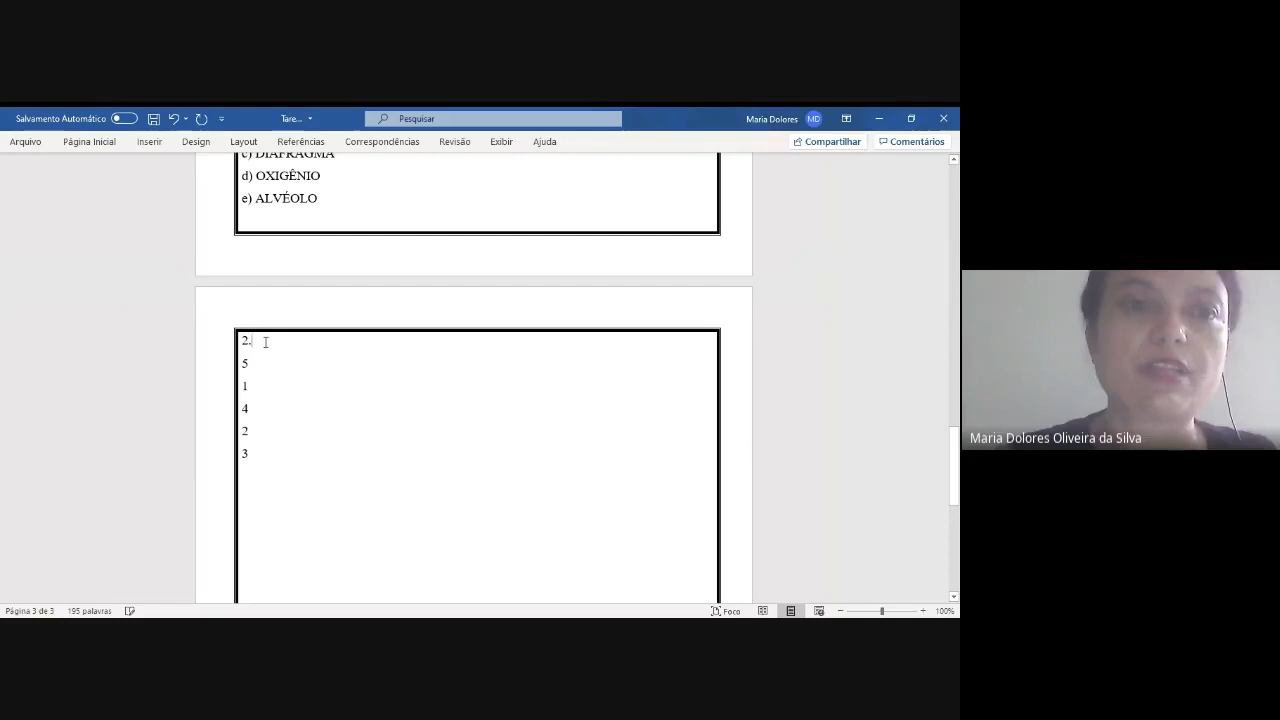 Salvamento Automático
Tare...
Pesquisar
Maria Dolores MD
Arquivo Página Inicial Inserir Design Layout Referências Correspondências Revisão Exibir Ajuda Compartilhar Comentários
c) DIAFRAGMA
d) OXIGÊNIO
e) ALVÉOLO
2.
5
1
4
2
3
Maria Dolores Oliveira da Silva
Página 3 de 3 195 palavras Foco 100%